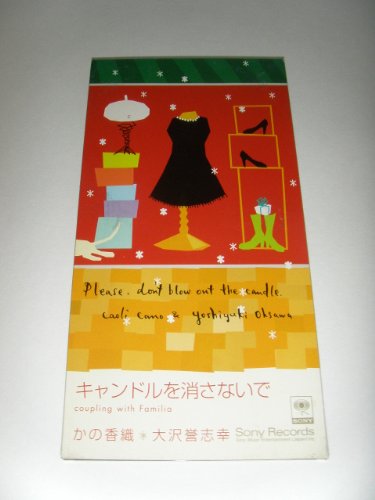 Please. don't blow out the candle.
caoli cano & yoshiyuki ohsawa
キャンドルを消さないで
coupling with Familia
かの香織＊大沢誉志幸
SONY
Sony Records